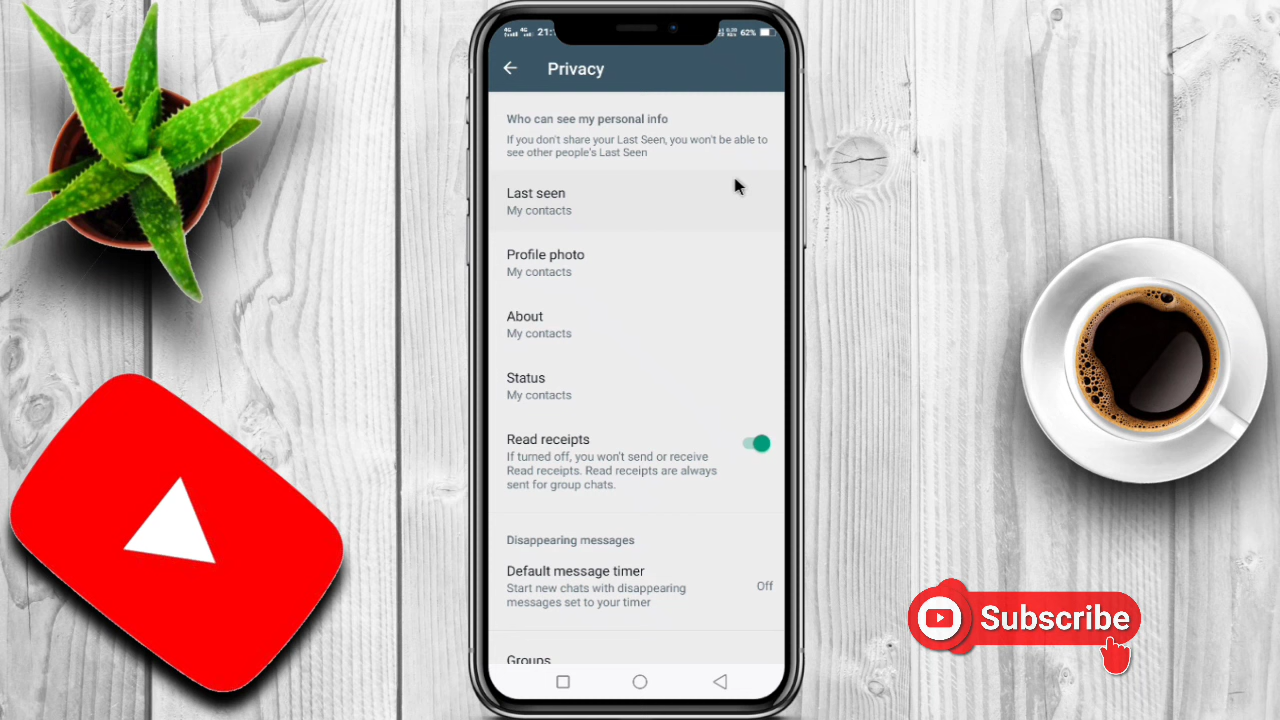 21:
62%
Privacy
Who can see my personal info
If you don't share your Last Seen, you won't be able to
see other people's Last Seen
Last seen
My contacts
Profile photo
My contacts
About
My contacts
Status
My contacts
Read receipts
If turned off, you won't send or receive
Read receipts. Read receipts are always
sent for group chats.
Disappearing messages
Default message timer
Start new chats with disappearing
messages set to your timer
Off
Groups
Subscribe